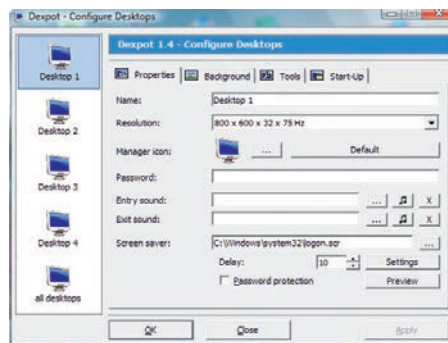 Dexpot - Configure Desktops
Dexpot 1.4 - Configure Desktops
Desktop 1
Desktop 2
Desktop 3
Desktop 4
all desktops
Properties Background Tools Start-Up
Name: Desktop 1
Resolution: 800 x 600 x 32 x 75 Hz
Manager icon: ... Default
Password:
Entry sound: ... X
Exit sound: ... X
Screen saver: C:\Windows\system32\logon.scr ...
Delay: 10 Settings
Password protection Preview
OK Close Apply